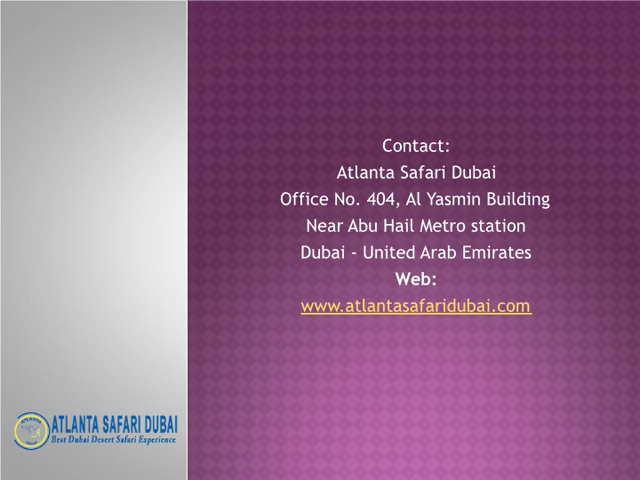 Contact:
Atlanta Safari Dubai
Office No. 404, Al Yasmin Building
Near Abu Hail Metro station
Dubai - United Arab Emirates
Web:
www.atlantasafaridubai.com
ATLANTA SAFARI DUBAI
Best Dubai Desert Safari Experience